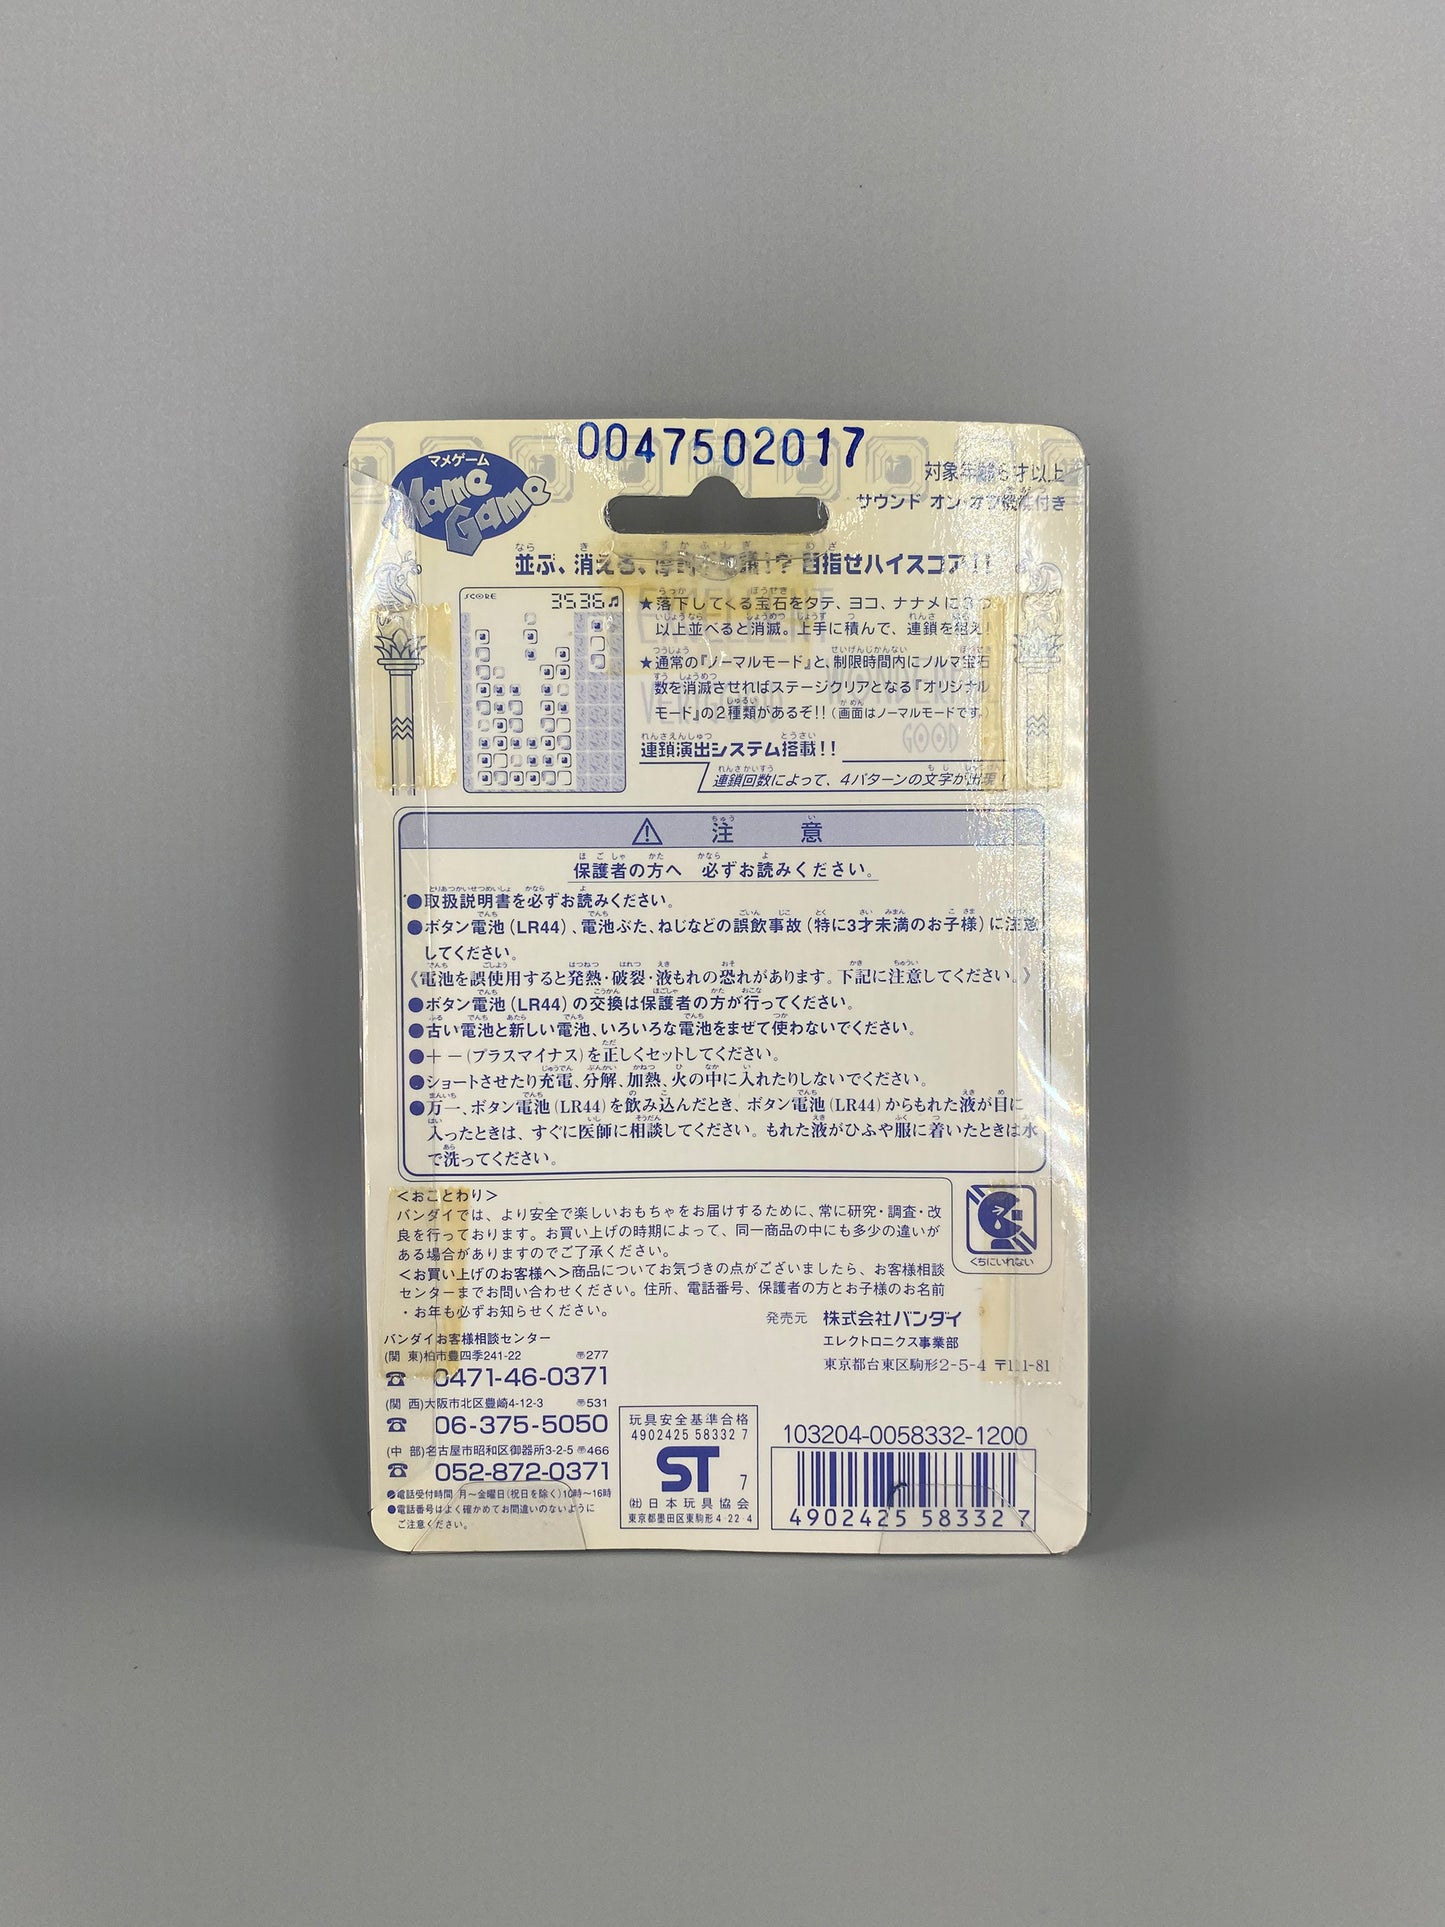 0047502017
マメゲーム
Mame Game
対象年齢6才以上
サウンド オン・オフ機能付き
並ぶ、消える、摩訶不思議!? 目指せハイスコア!!
SCORE 3536♬
★落下してくる宝石をタテ、ヨコ、ナナメに3つ
以上並べると消滅。上手に積んで、連鎖を組え!
★通常の『ノーマルモード』と、制限時間内にノルマ宝石
数を消滅させればステージクリアとなる『オリジナル
モード』の2種類があるぞ!!(画面はノーマルモードです。)
GOOD
連鎖演出システム搭載!!
連鎖回数によって、4パターンの文字が出現!
⚠ 注 意
保護者の方へ 必ずお読みください。
●取扱説明書を必ずお読みください。
●ボタン電池(LR44)、電池ぶた、ねじなどの誤飲事故(特に3才未満のお子様)に注意
してください。
《電池を誤使用すると発熱・破裂・液もれの恐れがあります。下記に注意してください。》
●ボタン電池(LR44)の交換は保護者の方が行ってください。
●古い電池と新しい電池、いろいろな電池をまぜて使わないでください。
●＋－(プラスマイナス)を正しくセットしてください。
●ショートさせたり充電、分解、加熱、火の中に入れたりしないでください。
●万一、ボタン電池(LR44)を飲み込んだとき、ボタン電池(LR44)からもれた液が目に
入ったときは、すぐに医師に相談してください。もれた液がひふや服に着いたときは水
で洗ってください。
<おことわり>
バンダイでは、より安全で楽しいおもちゃをお届けするために、常に研究・調査・改
良を行っております。お買い上げの時期によって、同一商品の中にも多少の違いが
ある場合がありますのでご了承ください。
<お買い上げのお客様へ>商品についてお気づきの点がございましたら、お客様相談
センターまでお問い合わせください。住所、電話番号、保護者の方とお子様のお名前
・お年も必ずお知らせください。
くちにいれない
発売元 株式会社バンダイ
エレクトロニクス事業部
東京都台東区駒形2-5-4 〒111-81
バンダイお客様相談センター
(関 東)柏市豊四季241-22 〒277
☎ 0471-46-0371
(関 西)大阪市北区豊崎4-12-3 〒531
☎ 06-375-5050
(中 部)名古屋市昭和区御器所3-2-5 〒466
☎ 052-872-0371
●電話受付時間 月～金曜日(祝日を除く)10時～16時
●電話番号はよく確かめてお間違いのないように
ご注意ください。
玩具安全基準合格
4902425 58332 7
ST 7
(社)日本玩具協会
東京都墨田区東駒形4-22-4
103204-0058332-1200
4902425 58332 7